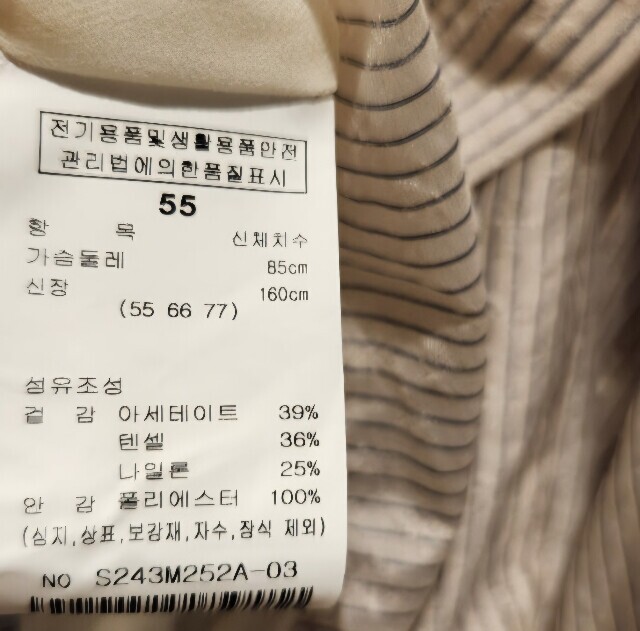 전기용품및생활용품안전
관리법에의한품질표시
55
항 목 신체치수
가슴둘레 85cm
신장 160cm
(55 66 77)
섬유조성
겉 감 아세테이트 39%
텐셀 36%
나일론 25%
안 감 폴리에스터 100%
(심지,상표,보강재,자수,장식 제외)
NO S243M252A-03